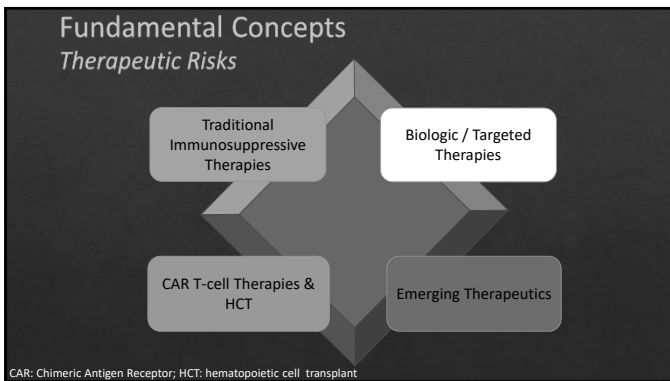 Fundamental Concepts
Therapeutic Risks
Traditional
Immunosuppressive
Therapies
Biologic / Targeted
Therapies
CAR T-cell Therapies &
HCT
Emerging Therapeutics
CAR: Chimeric Antigen Receptor; HCT: hematopoietic cell transplant